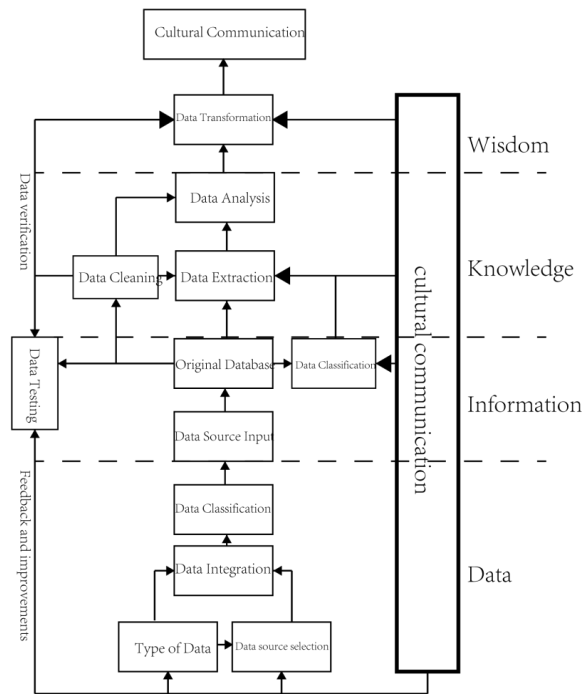 Cultural Communication
Data Transformation
Wisdom
Data verification
Data Analysis
Data Cleaning
Data Extraction
Knowledge
cultural communication
Data Testing
Original Database
Data Classification
Information
Data Source Input
Feedback and improvements
Data Classification
Data Integration
Data
Type of Data
Data source selection